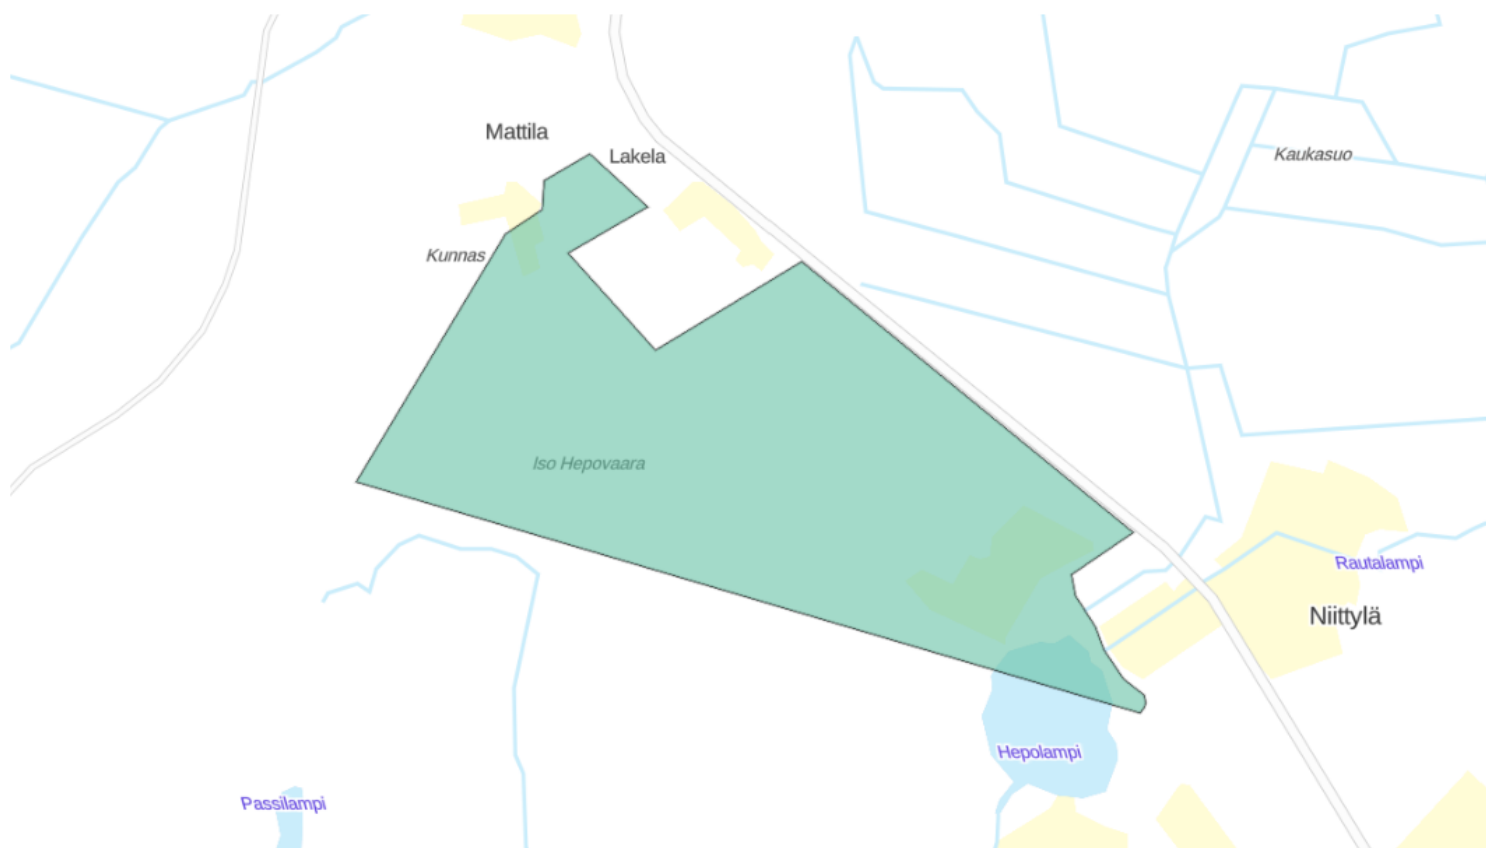 Mattila
Lakela
Kaukasuo
Kunnas
Iso Hepovaara
Rautalampi
Niittylä
Hepolampi
Passilampi